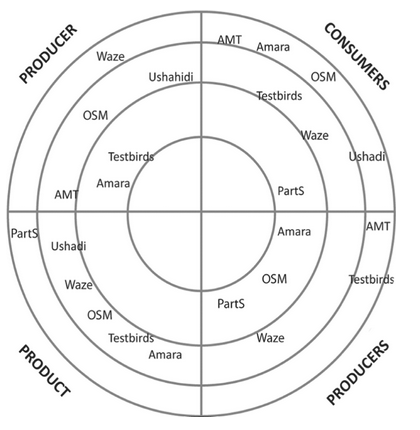 PRODUCER
CONSUMERS
AMT
Amara
Waze
Ushahidi
OSM
Testbirds
OSM
Waze
Testbirds
Ushadi
Amara
PartS
AMT
PartS
Amara
AMT
Ushadi
OSM
Testbirds
Waze
PartS
OSM
Testbirds
Waze
Amara
PRODUCT
PRODUCERS